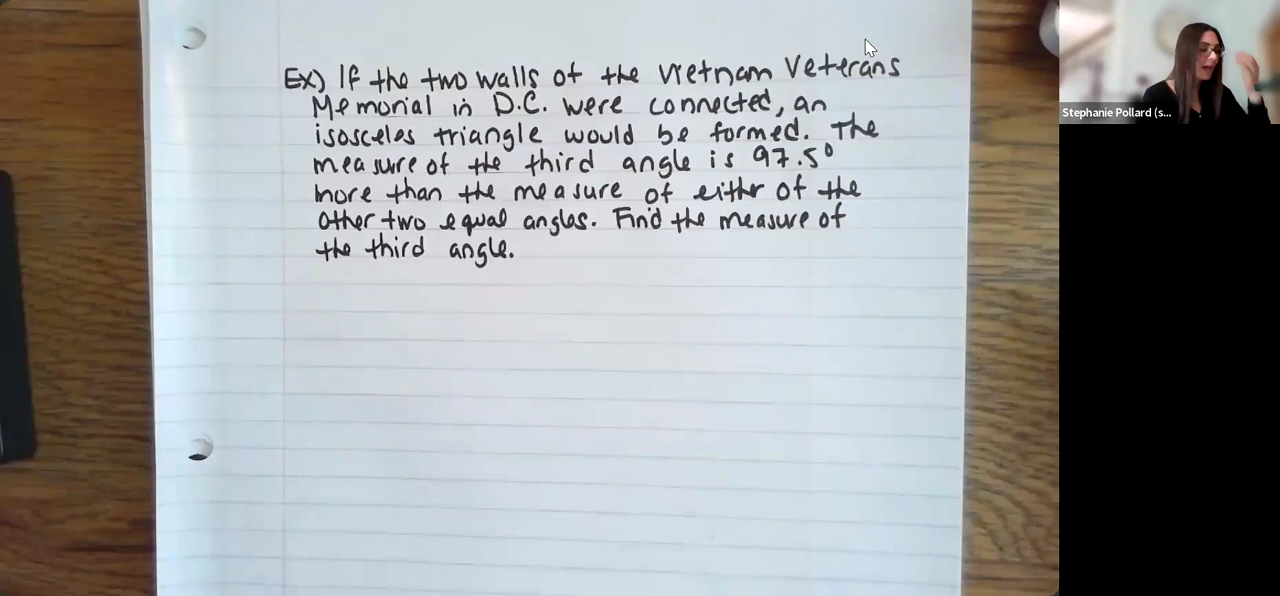 Ex) If the two walls of the Vietnam Veterans
Memorial in D.C. were connected, an
isosceles triangle would be formed. The
measure of the third angle is 97.5°
more than the measure of either of the
other two equal angles. Find the measure of
the third angle.
Stephanie Pollard (s...